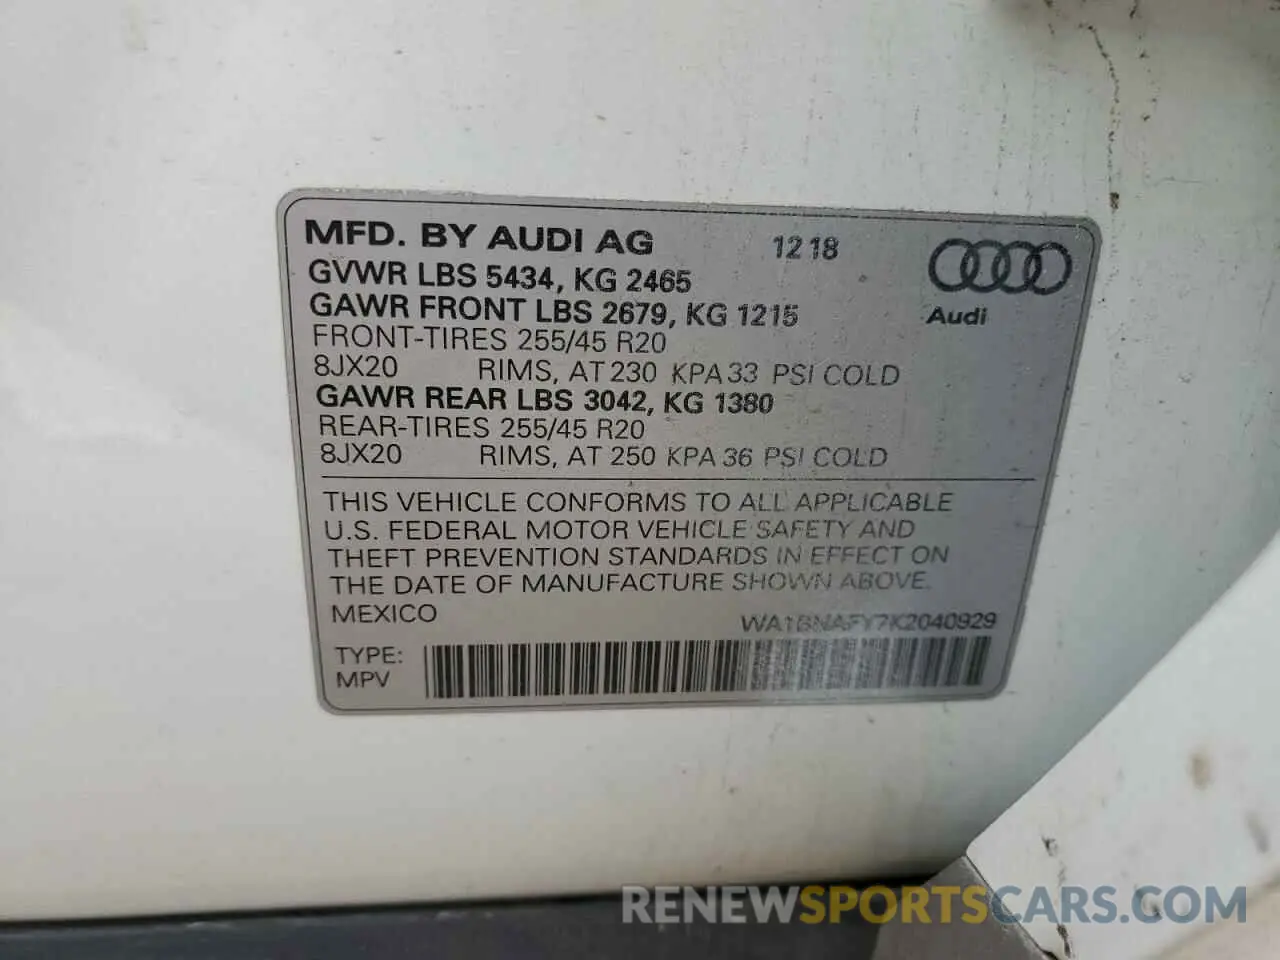 MFD. BY AUDI AG 12 18
GVWR LBS 5434, KG 2465
GAWR FRONT LBS 2679, KG 1215
Audi
FRONT-TIRES 255/45 R20
8JX20 RIMS, AT 230 KPA 33 PSI COLD
GAWR REAR LBS 3042, KG 1380
REAR-TIRES 255/45 R20
8JX20 RIMS, AT 250 KPA 36 PSI COLD
THIS VEHICLE CONFORMS TO ALL APPLICABLE
U.S. FEDERAL MOTOR VEHICLE SAFETY AND
THEFT PREVENTION STANDARDS IN EFFECT ON
THE DATE OF MANUFACTURE SHOWN ABOVE.
MEXICO WA1BNAFY7K2040929
TYPE:
MPV
RENEWSPORTSCARS.COM